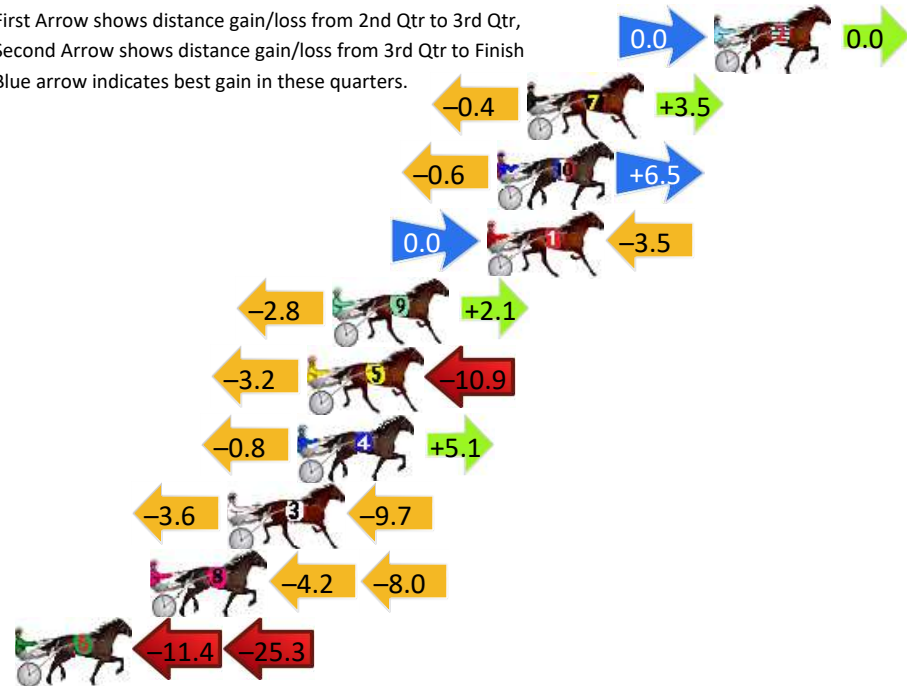 First Arrow shows distance gain/loss from 2nd Qtr to 3rd Qtr,
Second Arrow shows distance gain/loss from 3rd Qtr to Finish
Blue arrow indicates best gain in these quarters.
0.0 2 0.0
–0.4 7 +3.5
–0.6 10 +6.5
0.0 1 –3.5
–2.8 9 +2.1
–3.2 5 –10.9
–0.8 4 +5.1
–3.6 3 –9.7
8 –4.2 –8.0
–11.4 –25.3